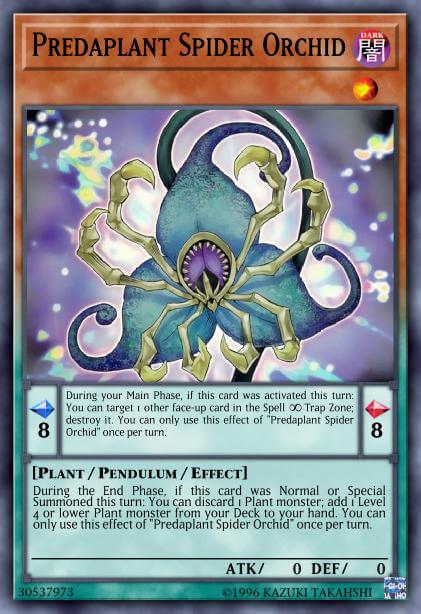 Predaplant Spider Orchid
DARK
闇
During your Main Phase, if this card was activated this turn:
You can target 1 other face-up card in the Spell ∞ Trap Zone;
destroy it. You can only use this effect of "Predaplant Spider
Orchid" once per turn.
8
8
[Plant / Pendulum / Effect]
During the End Phase, if this card was Normal or Special
Summoned this turn: You can discard 1 Plant monster; add 1 Level
4 or lower Plant monster from your Deck to your hand. You can
only use this effect of "Predaplant Spider Orchid" once per turn.
ATK/ 0 DEF/ 0
30537973
©1996 KAZUKI TAKAHSHI